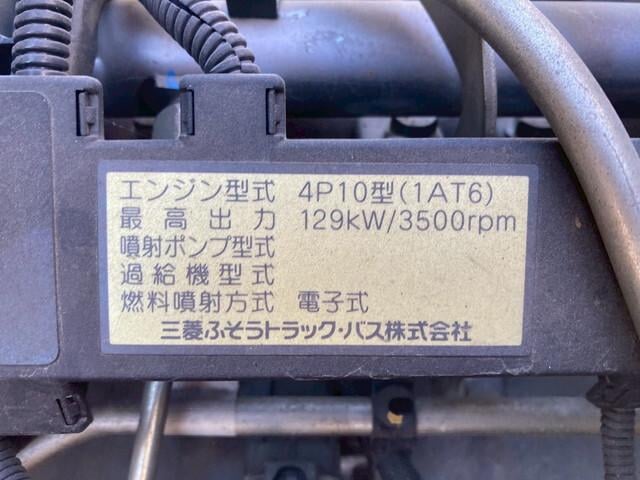 エンジン型式 4P10型(1AT6)
最高出力 129kW/3500rpm
噴射ポンプ型式
過給機型式
燃料噴射方式 電子式
三菱ふそうトラック・バス株式会社